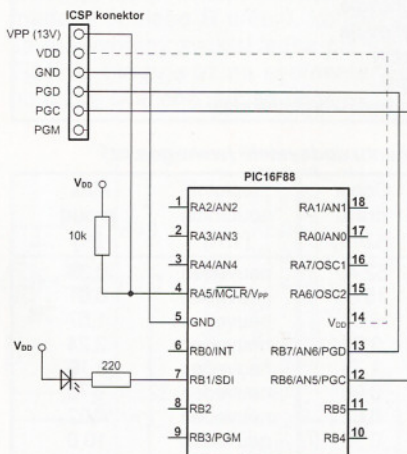 ICSP konektor
VPP (13V)
VDD
GND
PGD
PGC
PGM
VDD
10k
PIC16F88
1 RA2/AN2
2 RA3/AN3
3 RA4/AN4
4 RA5/MCLR/VPP
5 GND
6 RB0/INT
7 RB1/SDI
8 RB2
9 RB3/PGM
RA1/AN1 18
RA0/AN0 17
RA7/OSC1 16
RA6/OSC2 15
VDD 14
RB7/AN6/PGD 13
RB6/AN5/PGC 12
RB5 11
RB4 10
VDD
220